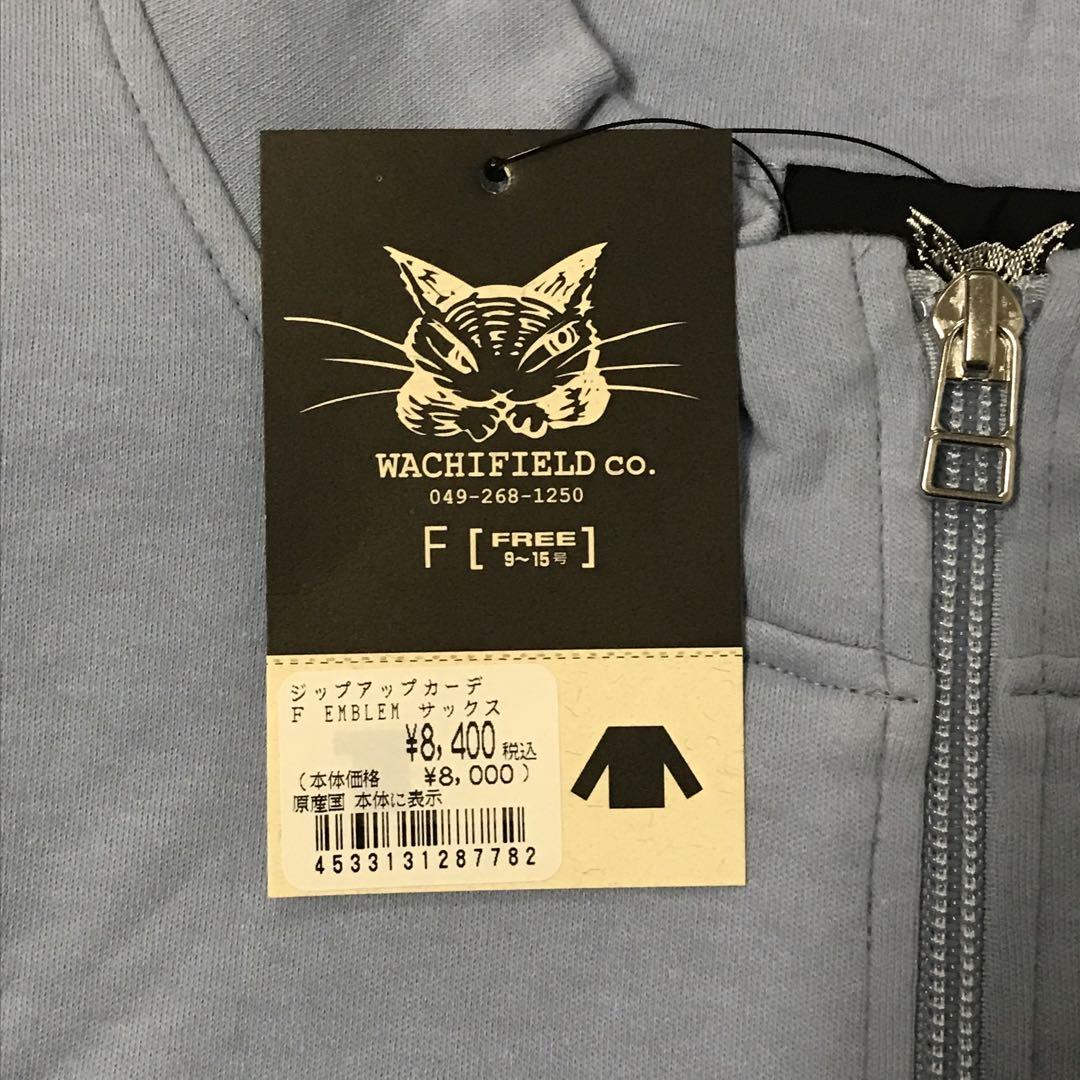 WACHIFIELD CO.
049-268-1250
F [ FREE 9〜15号 ]
ジップアップカーデ
F EMBLEM サックス
¥8,400 税込
(本体価格 ¥8,000)
原産国 本体に表示
4533131287782